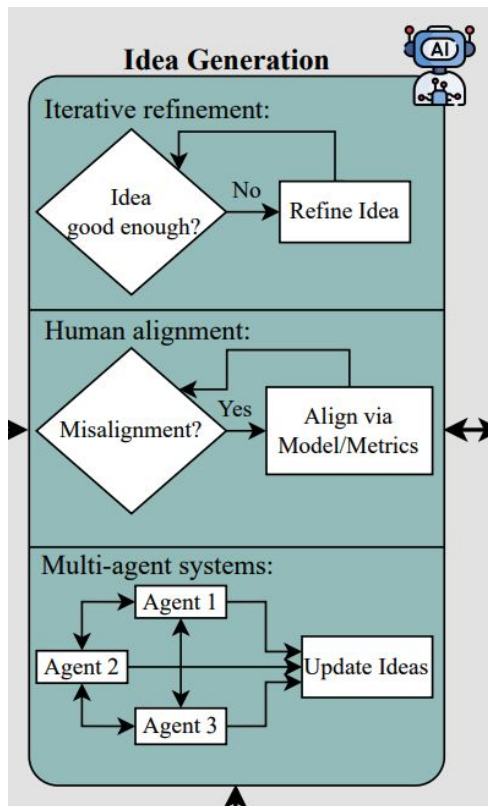 AI
Idea Generation
Iterative refinement:
Idea
good enough?
No
Refine Idea
Human alignment:
Misalignment?
Yes
Align via
Model/Metrics
Multi-agent systems:
Agent 1
Agent 2
Update Ideas
Agent 3